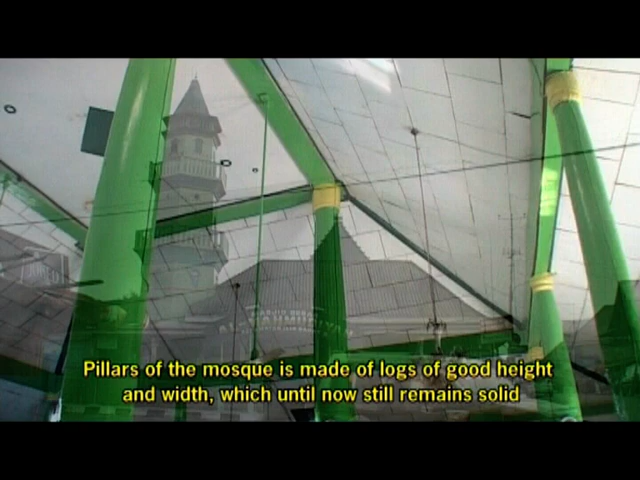 Pillars of the mosque is made of logs of good height
and width, which until now still remains solid